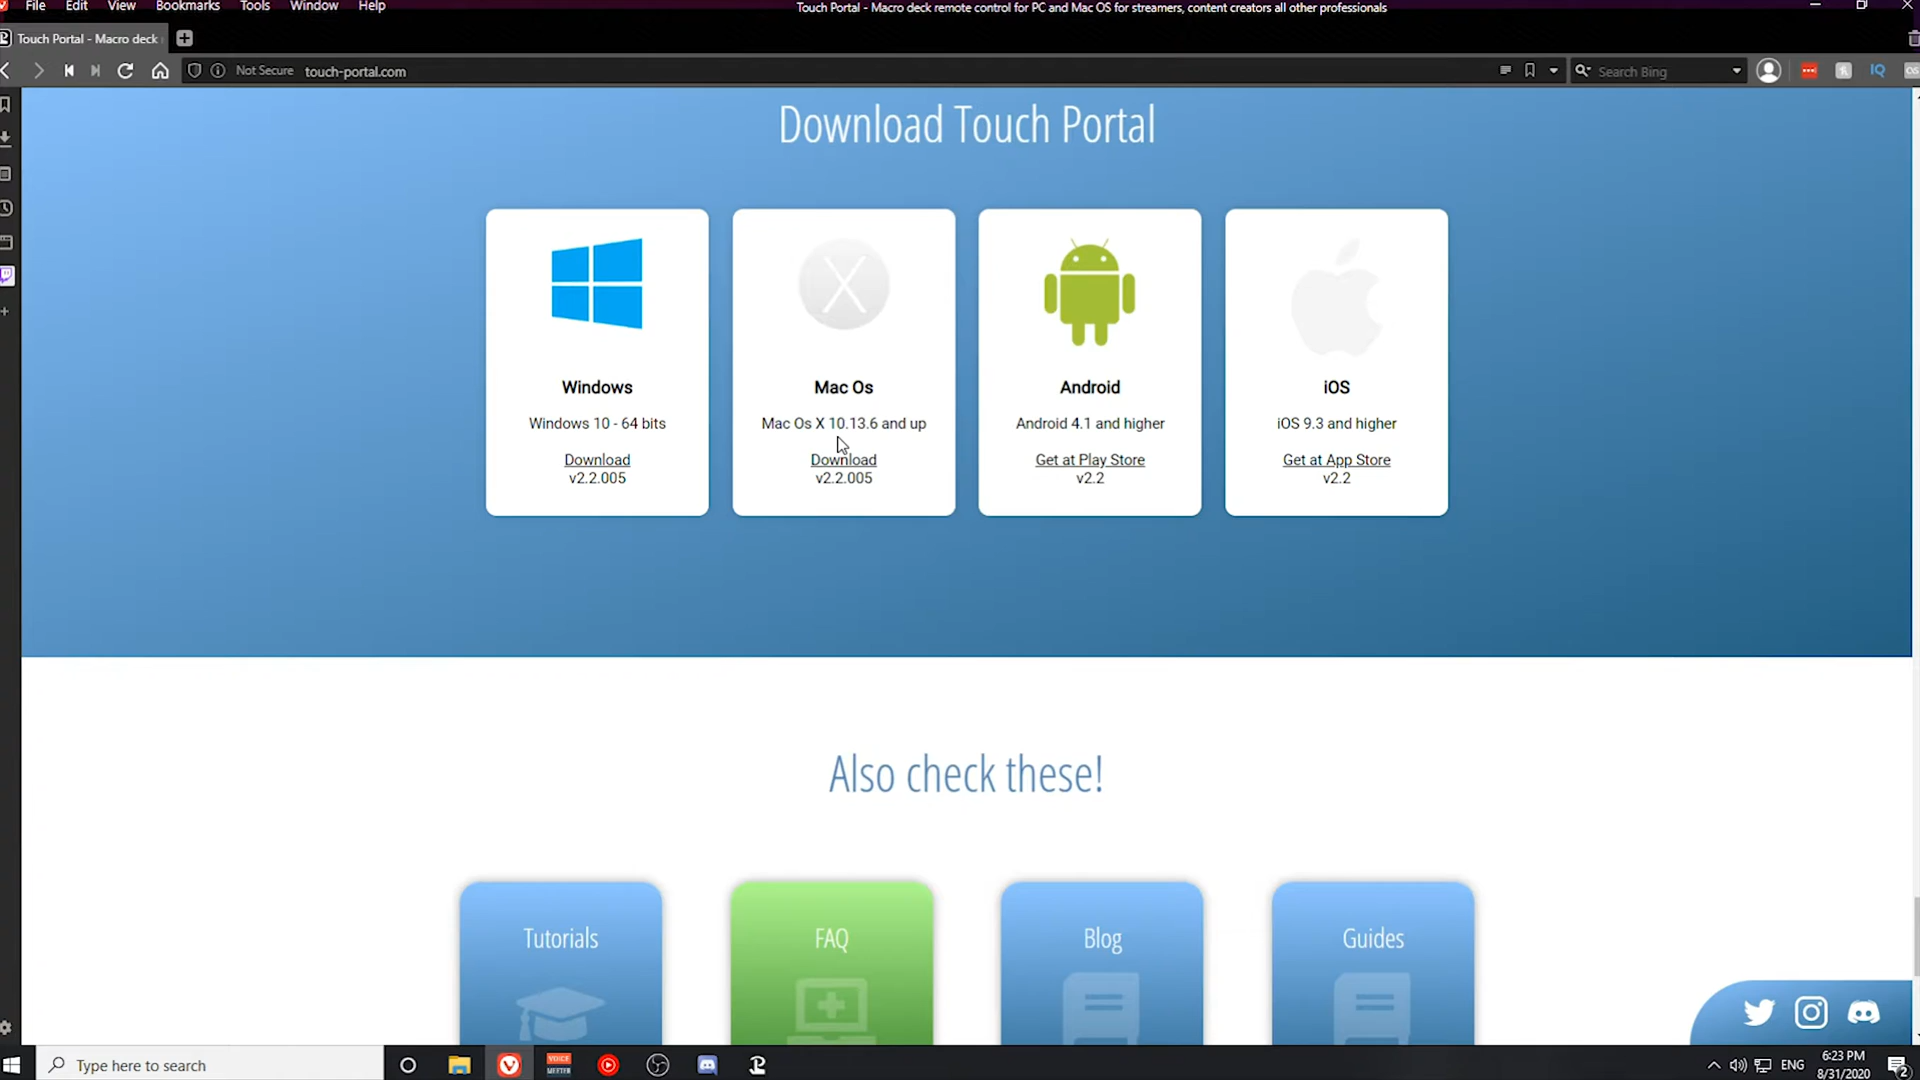 File Edit View Bookmarks Tools Window Help
Touch Portal - Macro deck remote control for PC and Mac OS for streamers, content creators all other professionals
Touch Portal - Macro deck
Not Secure touch-portal.com
Search Bing
IQ
Download Touch Portal
Windows
Windows 10 - 64 bits
Download
v2.2.005
Mac Os
Mac Os X 10.13.6 and up
Download
v2.2.005
Android
Android 4.1 and higher
Get at Play Store
v2.2
iOS
iOS 9.3 and higher
Get at App Store
v2.2
Also check these!
Tutorials
FAQ
Blog
Guides
Type here to search
VOICE
MEETER
ENG
6:23 PM
8/31/2020
2